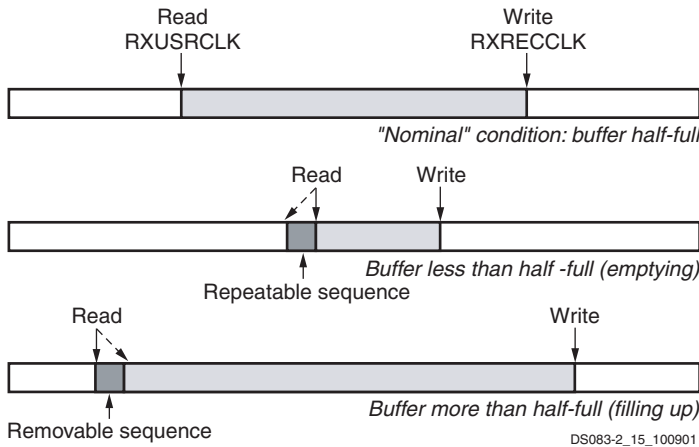 Read
RXUSRCLK
Write
RXRECCLK
"Nominal" condition: buffer half-full
Read
Write
Buffer less than half -full (emptying)
Repeatable sequence
Read
Write
Buffer more than half-full (filling up)
Removable sequence
DS083-2_15_100901